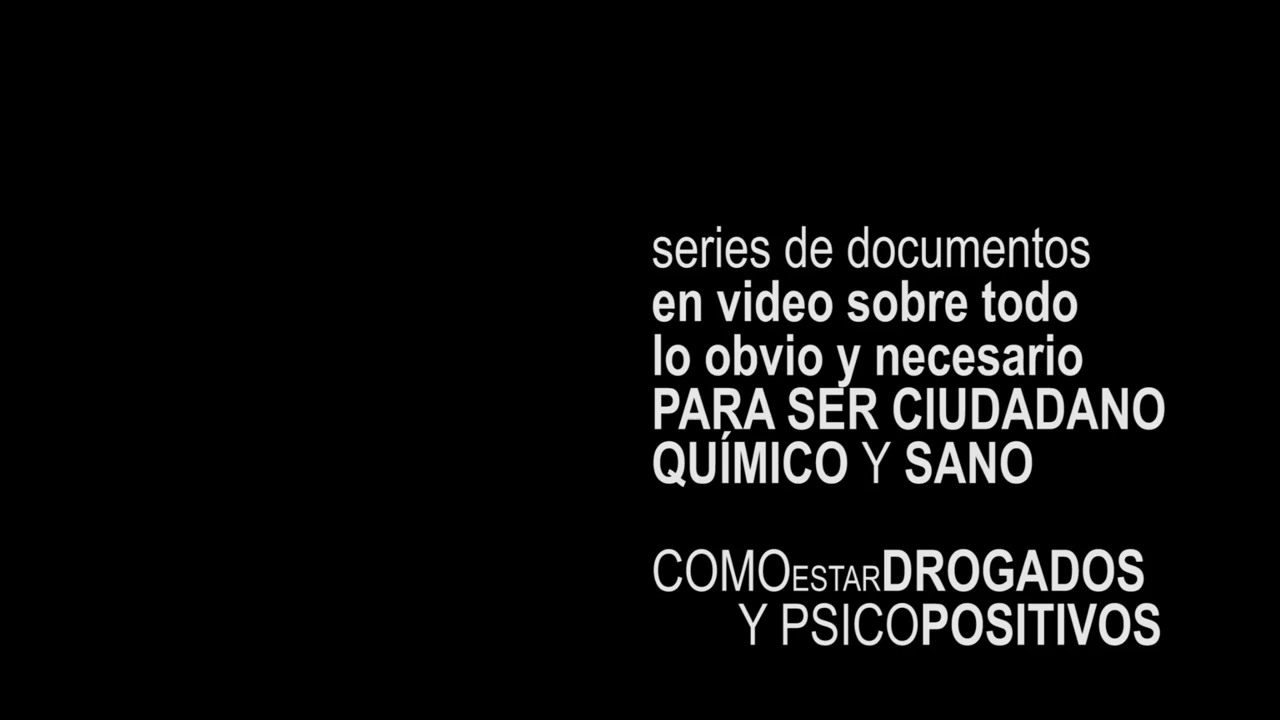 series de documentos
en video sobre todo
lo obvio y necesario
PARA SER CIUDADANO
QUÍMICO Y SANO
COMOESTARDROGADOS
Y PSICOPOSITIVOS